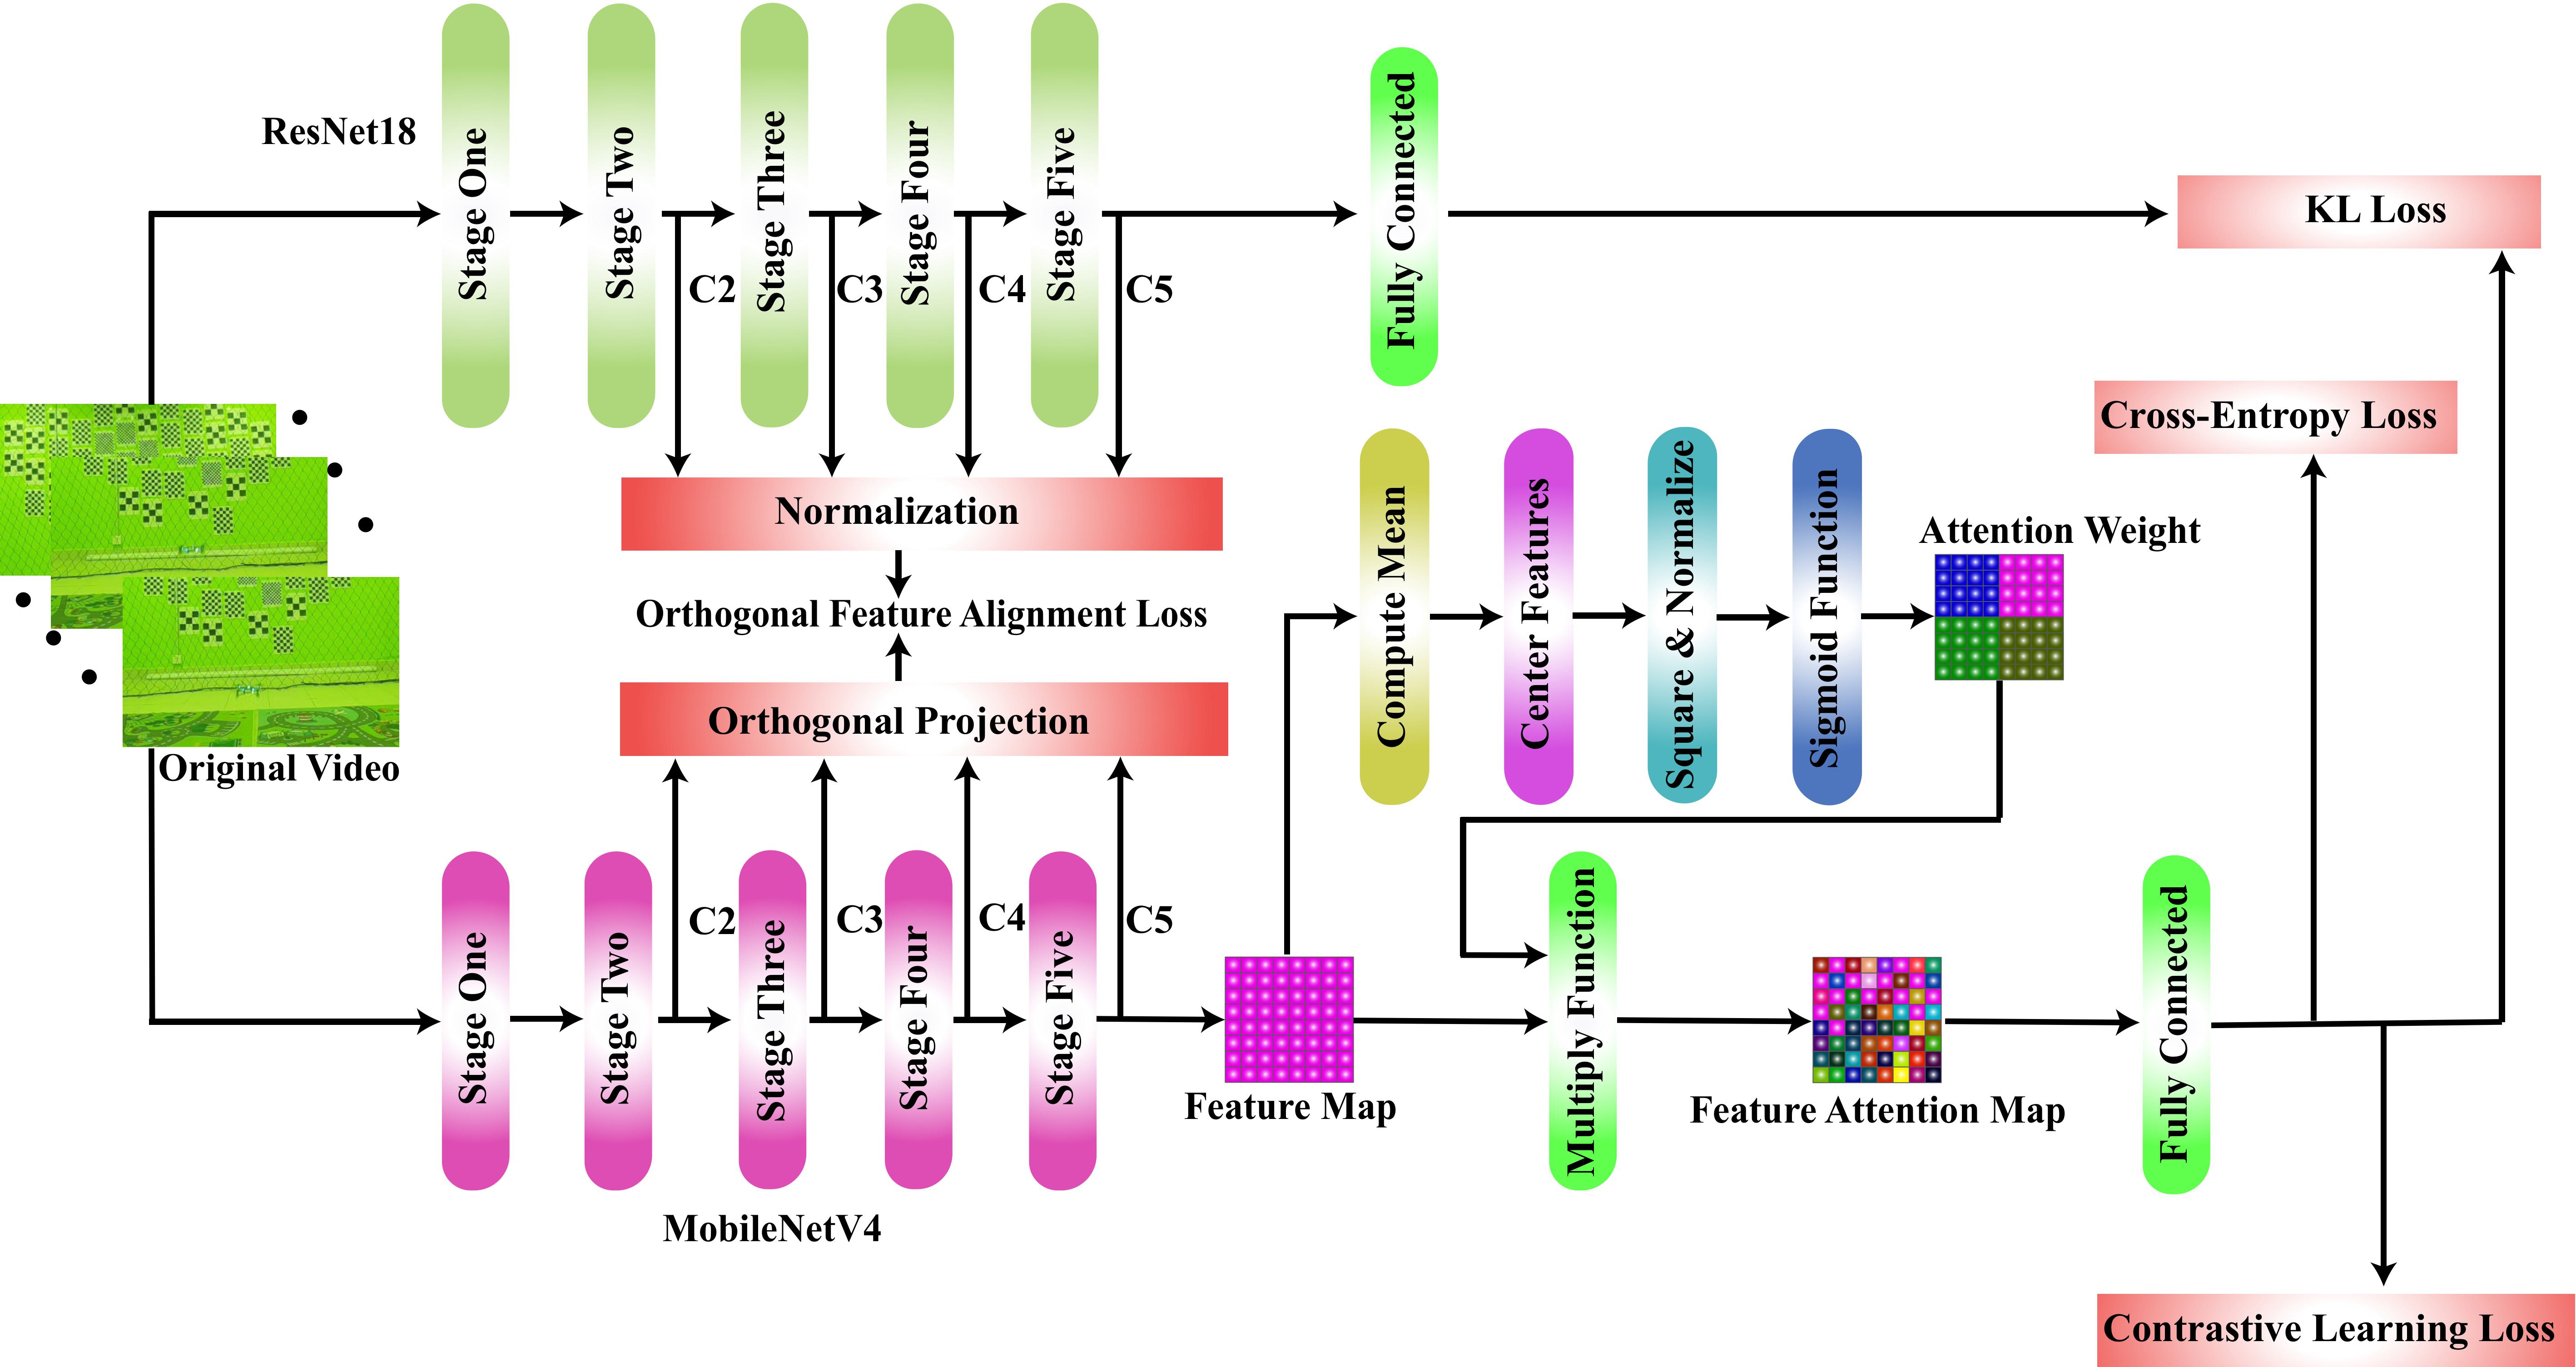 ResNet18
Stage One
Stage Two
Stage Three
Stage Four
Stage Five
Fully Connected
KL Loss
C2
C3
C4
C5
Cross-Entropy Loss
Normalization
Orthogonal Feature Alignment Loss
Orthogonal Projection
Compute Mean
Center Features
Square & Normalize
Sigmoid Function
Attention Weight
Original Video
C2
C3
C4
C5
Stage One
Stage Two
Stage Three
Stage Four
Stage Five
Feature Map
Multiply Function
Feature Attention Map
Fully Connected
MobileNetV4
Contrastive Learning Loss